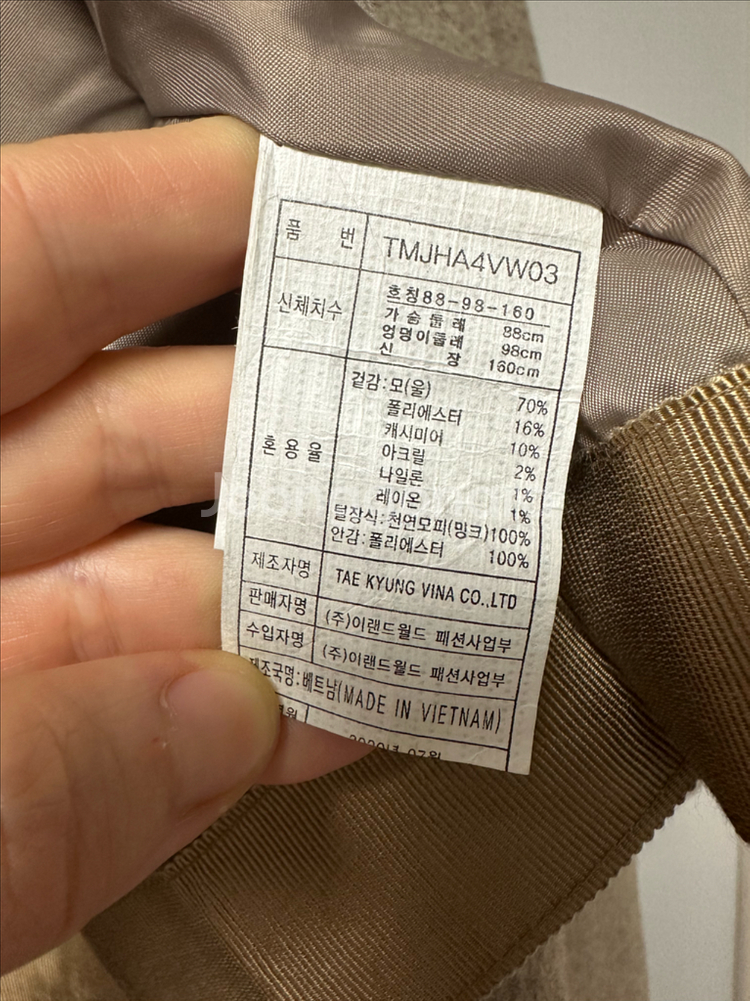 품 번 TMJHA4VW03
신체치수
호칭88-98-160
가슴둘레 88cm
엉덩이둘레 98cm
신 장 160cm
혼용율
겉감:모(울) 70%
폴리에스터 16%
캐시미어 10%
아크릴 2%
나일론 1%
레이온 1%
털장식:천연모피(밍크)100%
안감:폴리에스터 100%
제조자명 TAE KYUNG VINA CO.,LTD
판매자명 (주)이랜드월드 패션사업부
수입자명 (주)이랜드월드 패션사업부
제조국명:베트남(MADE IN VIETNAM)